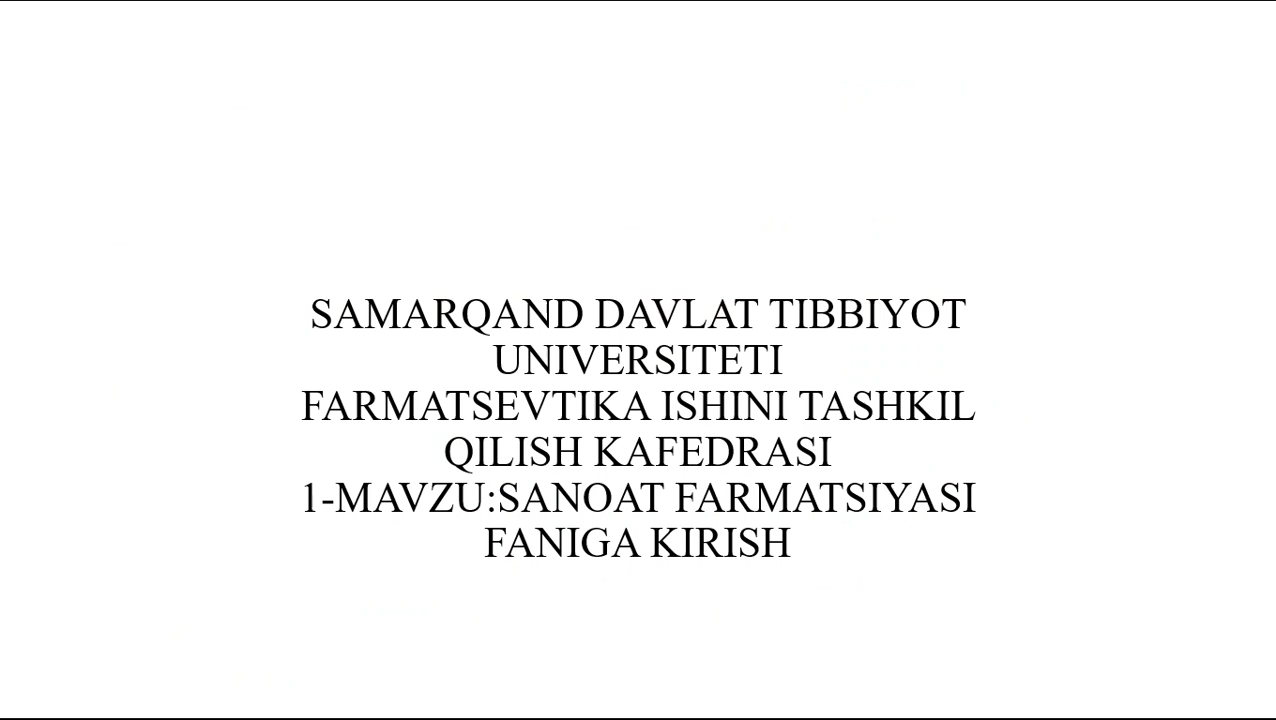 SAMARQAND DAVLAT TIBBIYOT
UNIVERSITETI
FARMATSEVTIKA ISHINI TASHKIL
QILISH KAFEDRASI
1-MAVZU:SANOAT FARMATSIYASI
FANIGA KIRISH